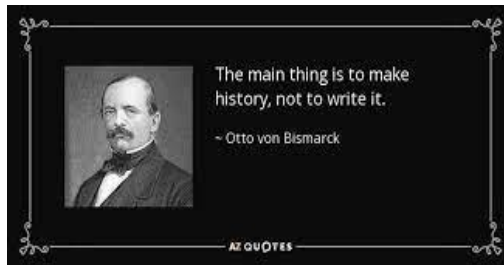 The main thing is to make
history, not to write it.
~ Otto von Bismarck
AZ QUOTES